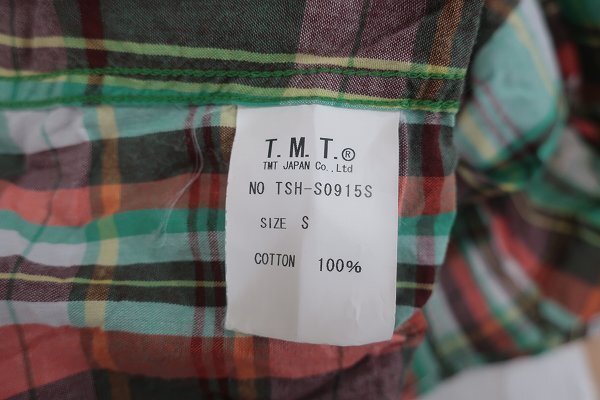 T.M.T.®
TMT JAPAN Co.,Ltd
NO TSH-S0915S
SIZE S
COTTON 100%